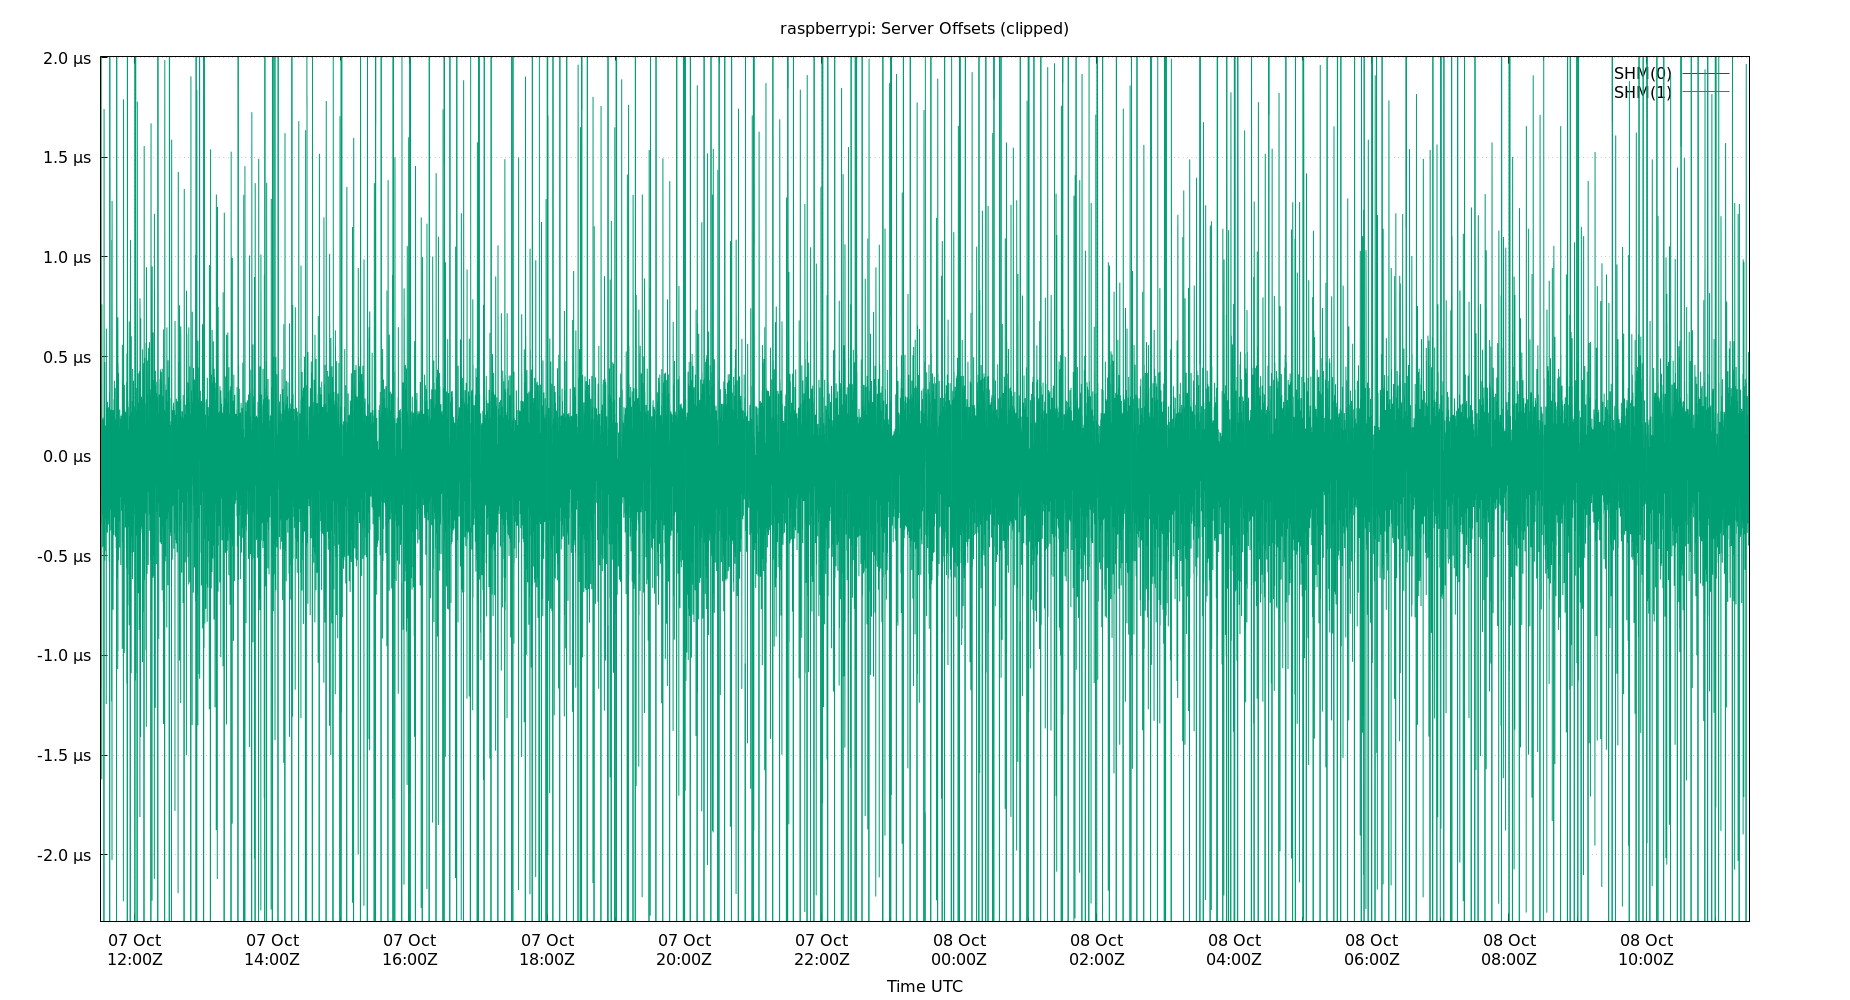 raspberrypi: Server Offsets (clipped)
2.0 µs
1.5 µs
1.0 µs
0.5 µs
0.0 µs
-0.5 µs
-1.0 µs
-1.5 µs
-2.0 µs
SHM(0)
SHM(1)
07 Oct 07 Oct 07 Oct 07 Oct 07 Oct 07 Oct 08 Oct 08 Oct 08 Oct 08 Oct 08 Oct 08 Oct
12:00Z 14:00Z 16:00Z 18:00Z 20:00Z 22:00Z 00:00Z 02:00Z 04:00Z 06:00Z 08:00Z 10:00Z
Time UTC